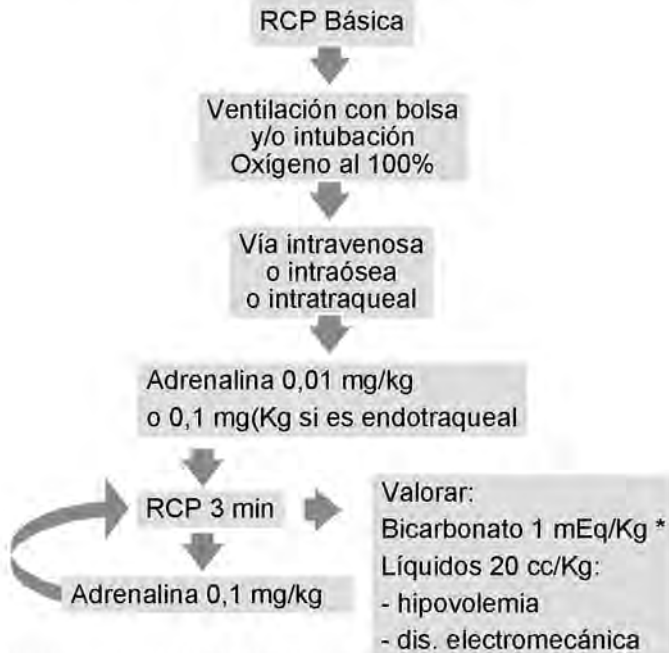 RCP Básica
Ventilación con bolsa
y/o intubación
Oxígeno al 100%
Vía intravenosa
o intraósea
o intratraqueal
Adrenalina 0,01 mg/kg
o 0,1 mg(Kg si es endotraqueal
RCP 3 min
Adrenalina 0,1 mg/kg
Valorar:
Bicarbonato 1 mEq/Kg *
Líquidos 20 cc/Kg:
- hipovolemia
- dis. electromecánica